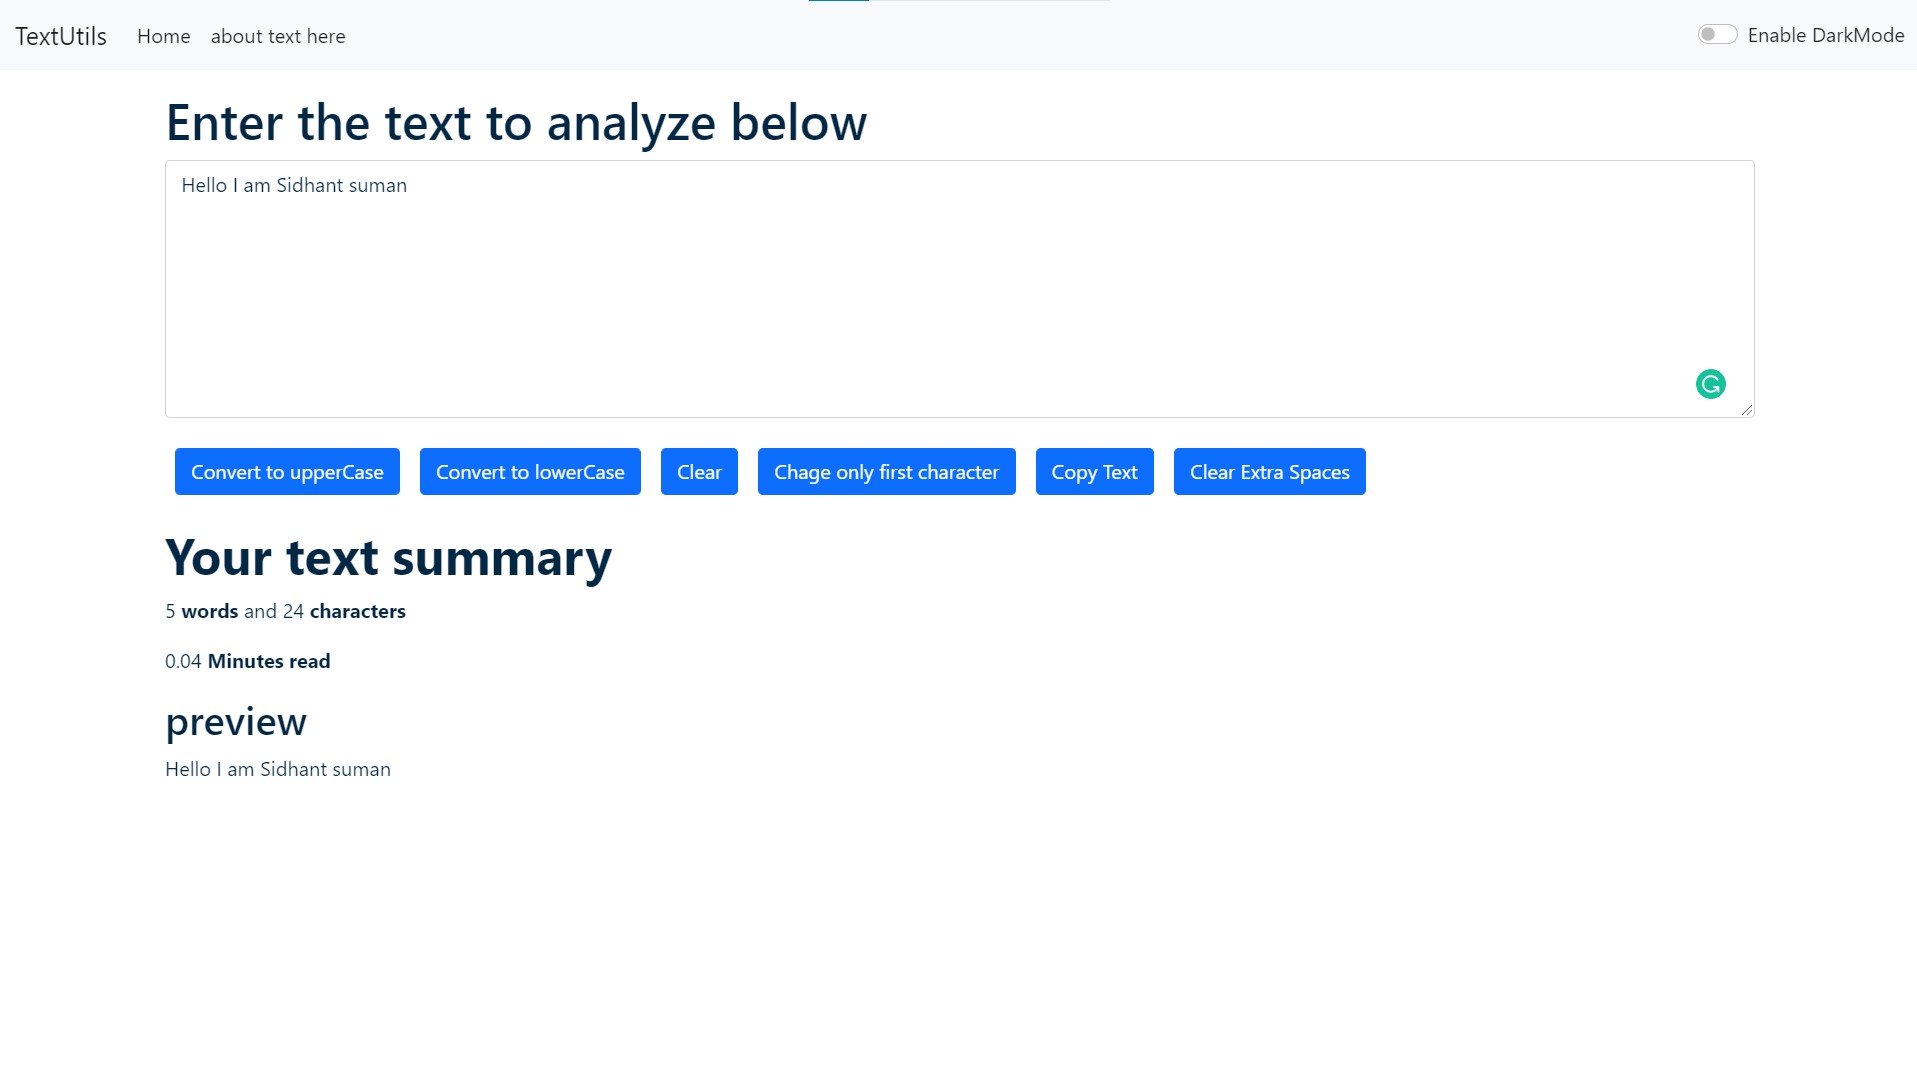 TextUtils Home about text here Enable DarkMode
Enter the text to analyze below
Hello I am Sidhant suman
Convert to upperCase Convert to lowerCase Clear Chage only first character Copy Text Clear Extra Spaces
Your text summary
5 words and 24 characters
0.04 Minutes read
preview
Hello I am Sidhant suman